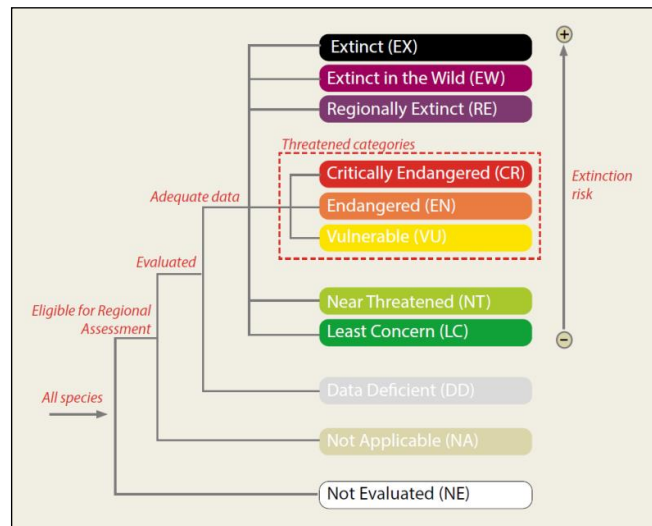 Extinct (EX)
Extinct in the Wild (EW)
Regionally Extinct (RE)
Threatened categories
Critically Endangered (CR)
Endangered (EN)
Vulnerable (VU)
Adequate data
Extinction
risk
+
Evaluated
Near Threatened (NT)
Eligible for Regional
Assessment
Least Concern (LC)
−
All species
Data Deficient (DD)
Not Applicable (NA)
Not Evaluated (NE)